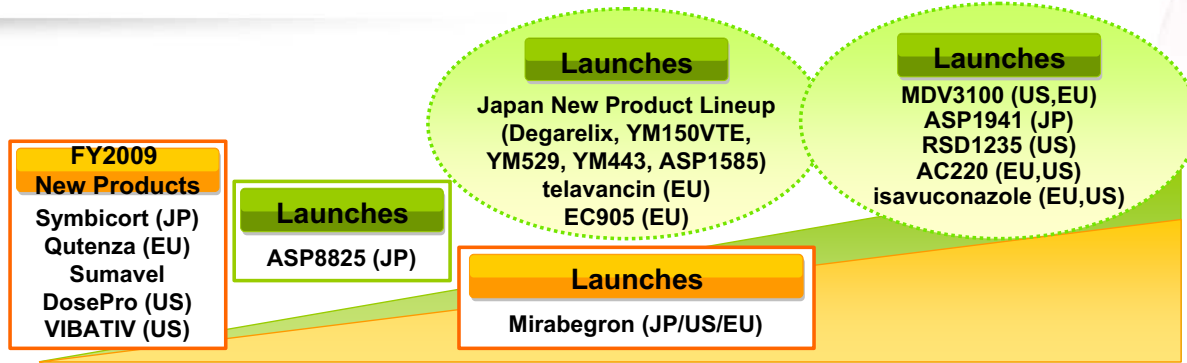 FY2009
New Products
Symbicort (JP)
Qutenza (EU)
Sumavel
DosePro (US)
VIBATIV (US)
Launches
ASP8825 (JP)
Launches
Japan New Product Lineup
(Degarelix, YM150VTE,
YM529, YM443, ASP1585)
telavancin (EU)
EC905 (EU)
Launches
Mirabegron (JP/US/EU)
Launches
MDV3100 (US,EU)
ASP1941 (JP)
RSD1235 (US)
AC220 (EU,US)
isavuconazole (EU,US)